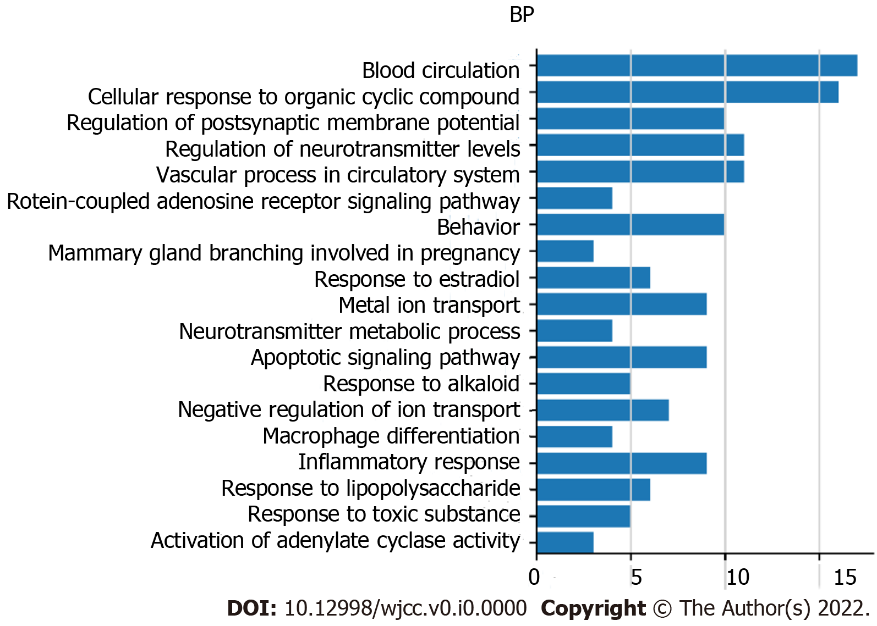 BP
Blood circulation
Cellular response to organic cyclic compound
Regulation of postsynaptic membrane potential
Regulation of neurotransmitter levels
Vascular process in circulatory system
Rotein-coupled adenosine receptor signaling pathway
Behavior
Mammary gland branching involved in pregnancy
Response to estradiol
Metal ion transport
Neurotransmitter metabolic process
Apoptotic signaling pathway
Response to alkaloid
Negative regulation of ion transport
Macrophage differentiation
Inflammatory response
Response to lipopolysaccharide
Response to toxic substance
Activation of adenylate cyclase activity
0 5 10 15
DOI: 10.12998/wjcc.v0.i0.0000 Copyright © The Author(s) 2022.